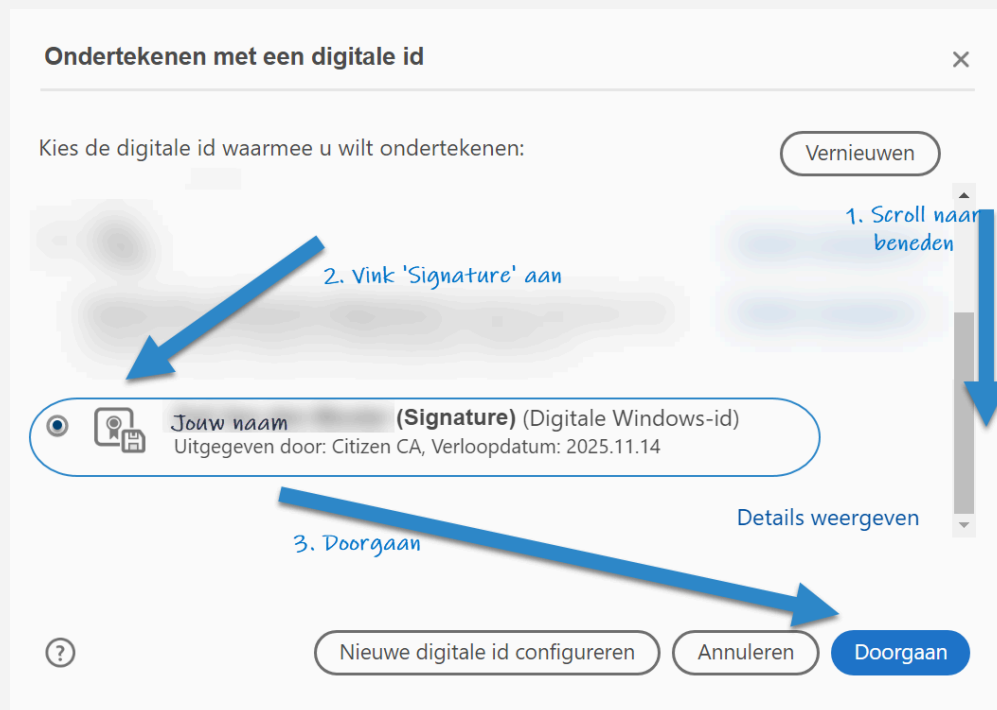 Ondertekenen met een digitale id
Kies de digitale id waarmee u wilt ondertekenen:
Vernieuwen
1. Scroll naar
beneden
2. Vink 'Signature' aan
Jouw naam (Signature) (Digitale Windows-id)
Uitgegeven door: Citizen CA, Verloopdatum: 2025.11.14
Details weergeven
3. Doorgaan
?
Nieuwe digitale id configureren
Annuleren
Doorgaan